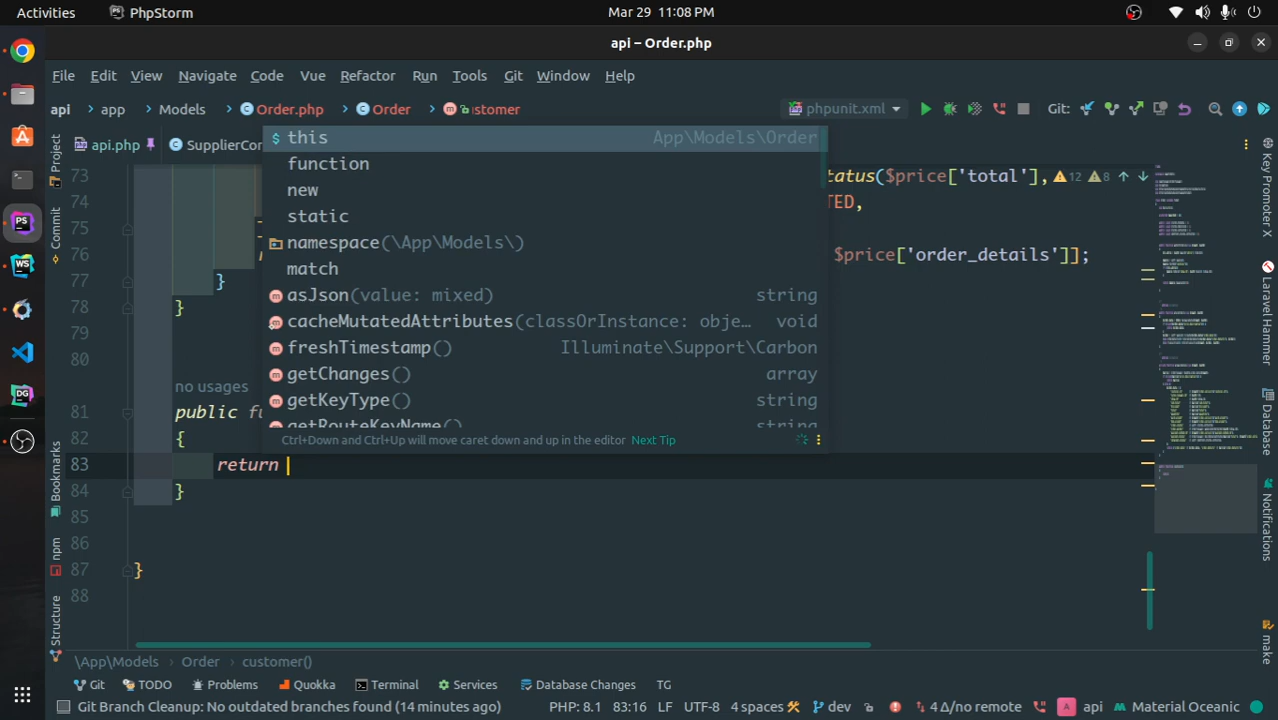 Activities PhpStorm Mar 29 11:08 PM
api – Order.php
File Edit View Navigate Code Vue Refactor Run Tools Git Window Help
api app Models Order.php Order customer phpunit.xml Git:
api.php SupplierCon
this App\Models\Order
function
new
static
namespace(\App\Models\)
match
asJson(value: mixed) string
cacheMutatedAttributes(classOrInstance: obje… void
freshTimestamp() Illuminate\Support\Carbon
getChanges() array
getKeyType() string
getRouteKeyName() string
Ctrl+Down and Ctrl+Up will move caret down and up in the editor Next Tip
73 tatus($price['total'], 12 8
74 TED,
75
76 $price['order_details']];
77 }
78 }
79
80
no usages
81 public fu
82 {
83 return
84 }
85
86
87 }
88
\App\Models Order customer()
Git TODO Problems Quokka Terminal Services Database Changes TG
Git Branch Cleanup: No outdated branches found (14 minutes ago) PHP: 8.1 83:16 LF UTF-8 4 spaces dev 4 Δ/no remote A api Material Oceanic
Project
Commit
Bookmarks
npm
Structure
Key Promoter X
Laravel Hammer
Database
Notifications
make